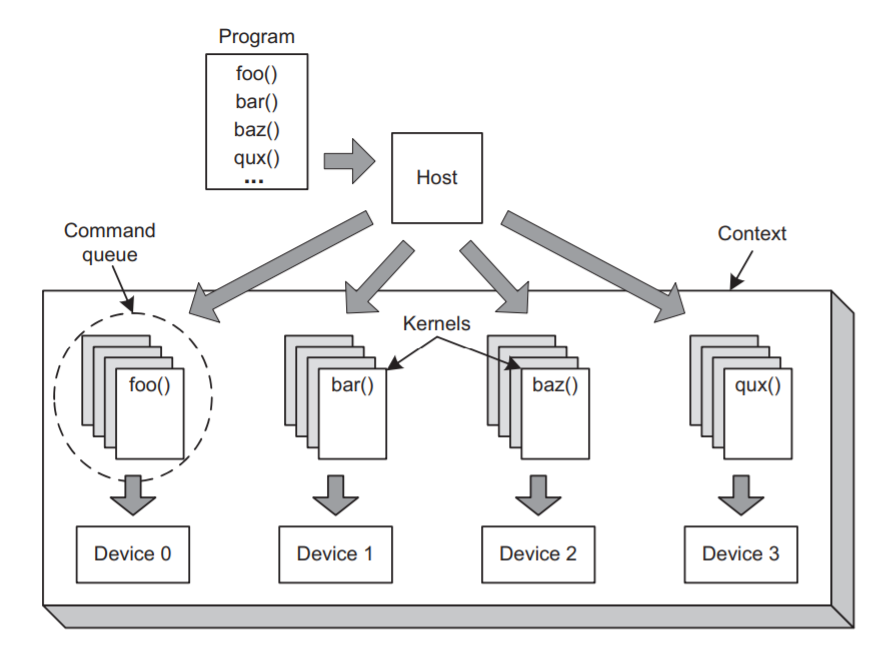 Program
foo()
bar()
baz()
qux()
...
Host
Command
queue
Context
Kernels
foo()
bar()
baz()
qux()
Device 0
Device 1
Device 2
Device 3